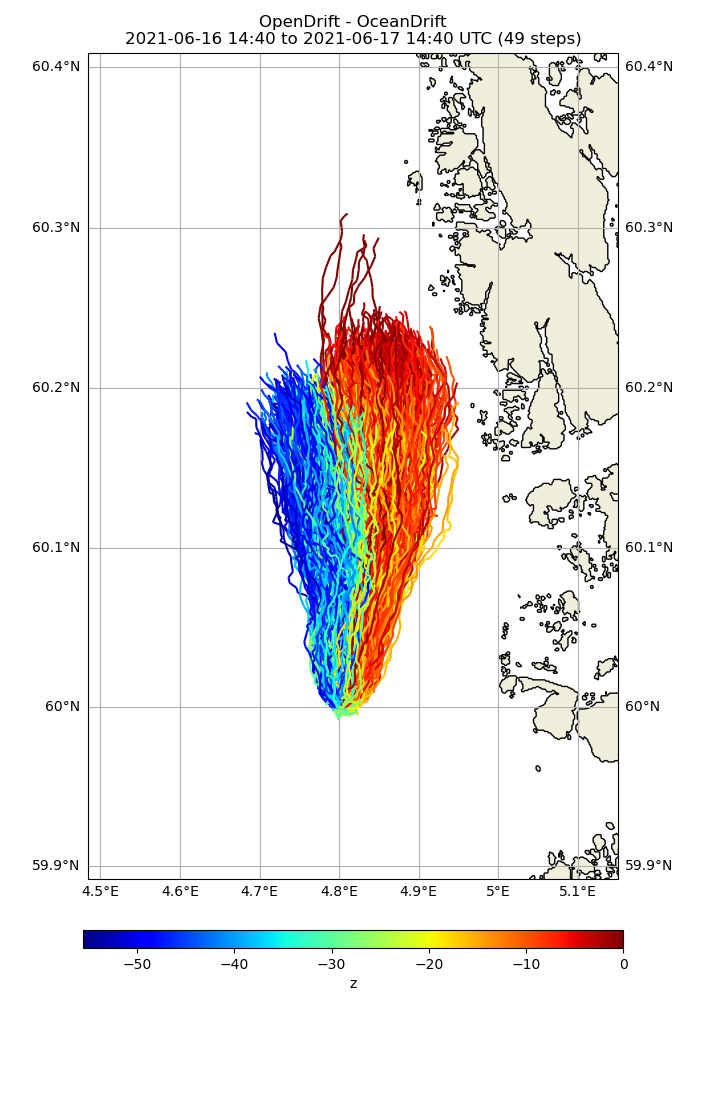 OpenDrift - OceanDrift
2021-06-16 14:40 to 2021-06-17 14:40 UTC (49 steps)
60.4°N 60.4°N
60.3°N 60.3°N
60.2°N 60.2°N
60.1°N 60.1°N
60°N 60°N
59.9°N 59.9°N
4.5°E 4.6°E 4.7°E 4.8°E 4.9°E 5°E 5.1°E
−50 −40 −30 −20 −10 0
z